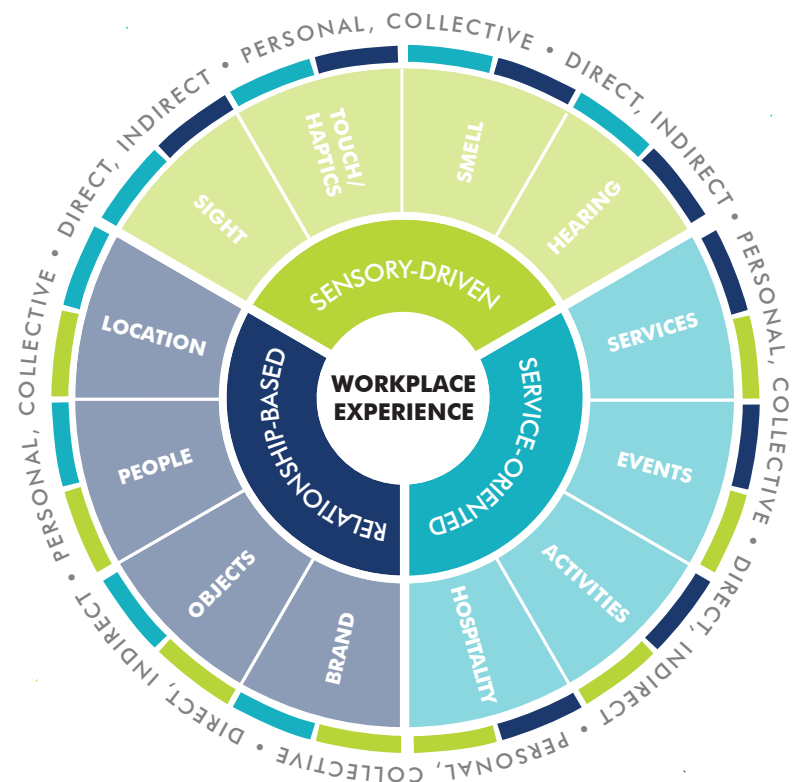 PERSONAL, COLLECTIVE • DIRECT, INDIRECT • PERSONAL, COLLECTIVE • DIRECT, INDIRECT • PERSONAL, COLLECTIVE • DIRECT, INDIRECT • PERSONAL, COLLECTIVE • DIRECT, INDIRECT •
SIGHT
TOUCH/
HAPTICS
SMELL
HEARING
SERVICES
EVENTS
ACTIVITIES
HOSPITALITY
BRAND
OBJECTS
PEOPLE
LOCATION
SENSORY-DRIVEN
SERVICE-ORIENTED
RELATIONSHIP-BASED
WORKPLACE
EXPERIENCE